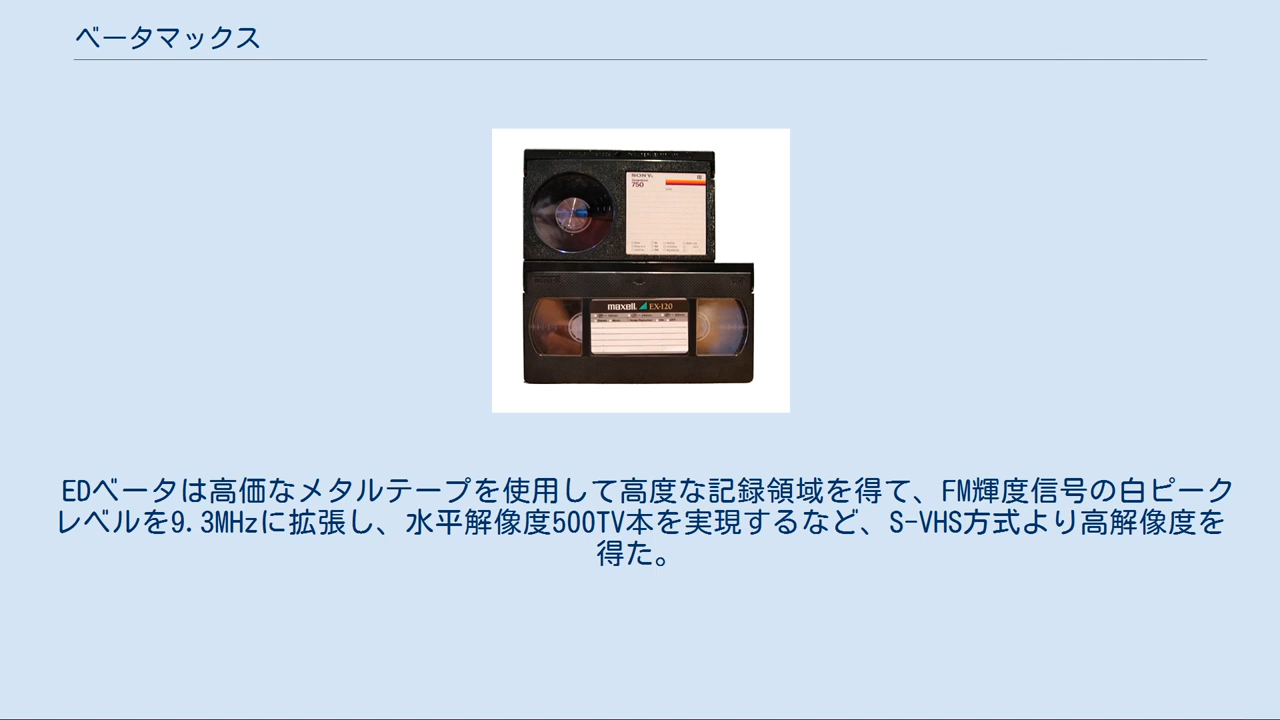 ベータマックス
SONY.
750
maxell EX-120
EDベータは高価なメタルテープを使用して高度な記録領域を得て、FM輝度信号の白ピーク
レベルを9.3MHzに拡張し、水平解像度500TV本を実現するなど、S-VHS方式より高解像度を
得た。